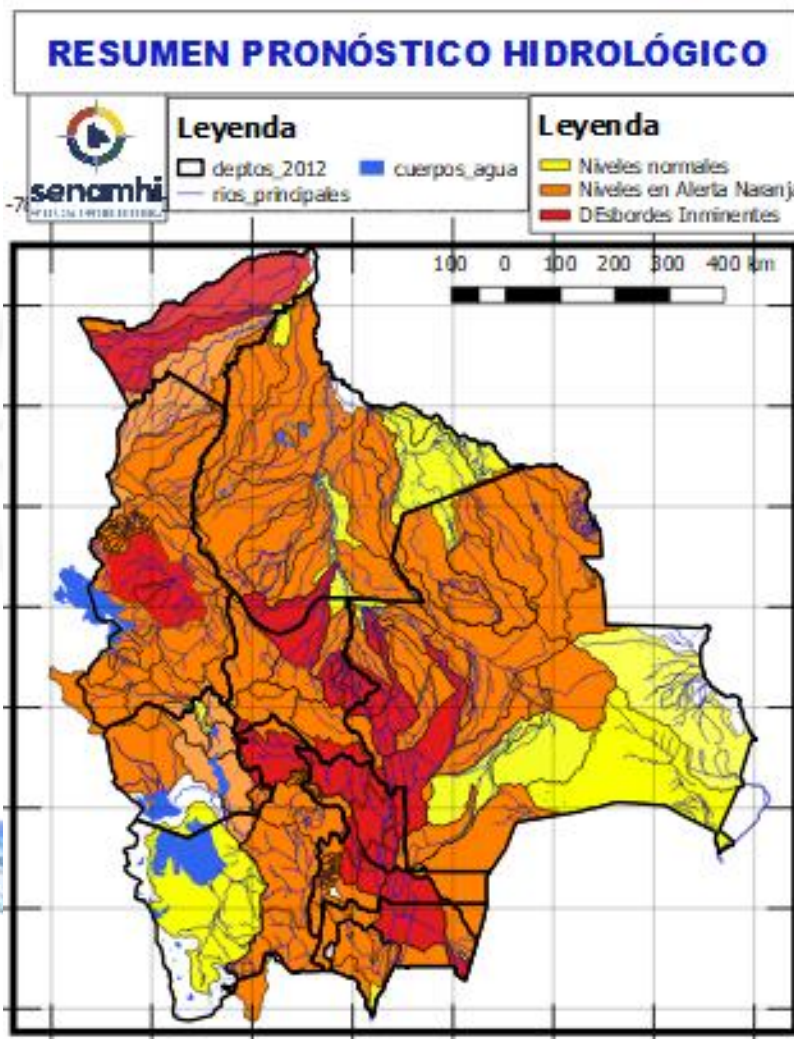 RESUMEN PRONÓSTICO HIDROLÓGICO
senamhi
Leyenda
deptos_2012
cuerpos_agua
rios_principales
Leyenda
Niveles normales
Niveles en Alerta Naranja
DEsbordes Inminentes
100 0 100 200 300 400 km